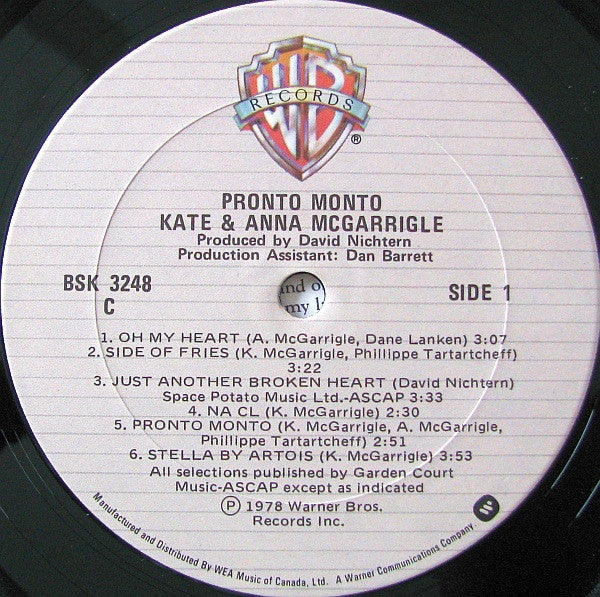 WB
RECORDS
®
PRONTO MONTO
KATE & ANNA MCGARRIGLE
Produced by David Nichtern
Production Assistant: Dan Barrett
BSK 3248
C
SIDE 1
and o
my l
1. OH MY HEART (A. McGarrigle, Dane Lanken) 3:07
2. SIDE OF FRIES (K. McGarrigle, Phillippe Tartartcheff)
3:22
3. JUST ANOTHER BROKEN HEART (David Nichtern)
Space Potato Music Ltd.-ASCAP 3:33
4. NA CL (K. McGarrigle) 2:30
5. PRONTO MONTO (K. McGarrigle, A. McGarrigle,
Phillippe Tartartcheff) 2:51
6. STELLA BY ARTOIS (K. McGarrigle) 3:53
All selections published by Garden Court
Music-ASCAP except as indicated
Ⓟ 1978 Warner Bros.
Records Inc.
Manufactured and Distributed By WEA Music of Canada, Ltd. A Warner Communications Company.